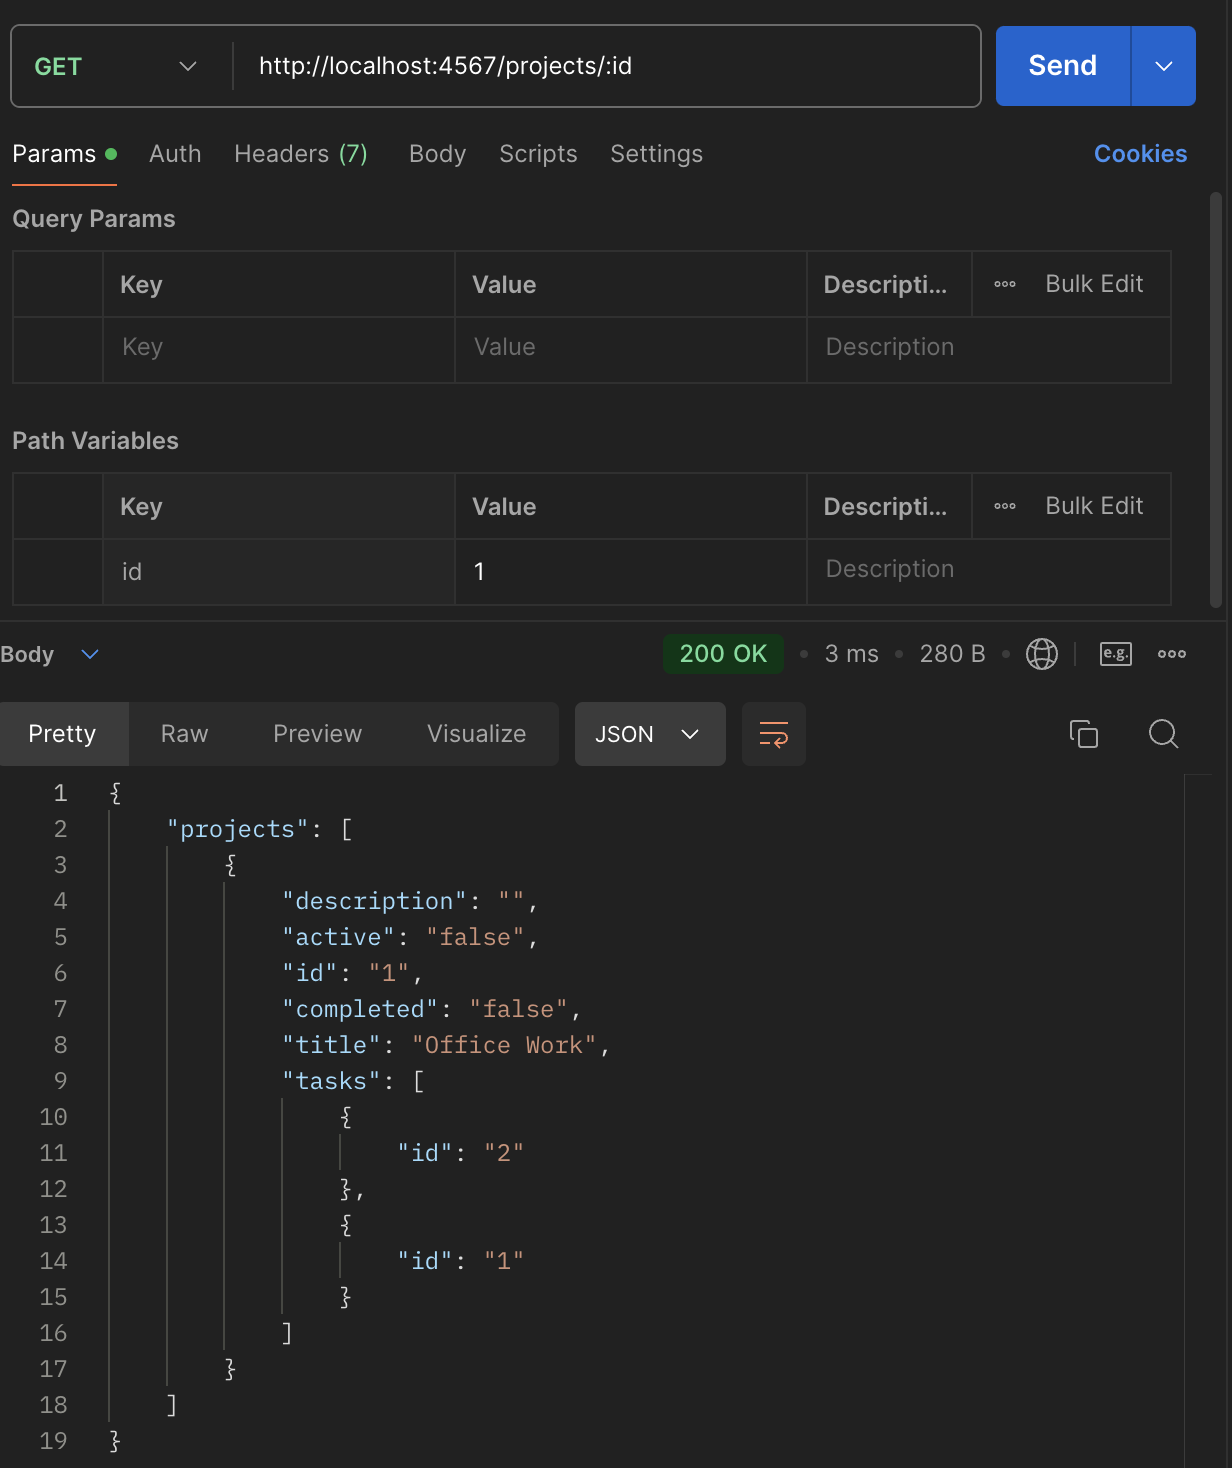 GET http://localhost:4567/projects/:id Send
Params Auth Headers (7) Body Scripts Settings Cookies
Query Params
Key Value Descripti... Bulk Edit
Key Value Description
Path Variables
Key Value Descripti... Bulk Edit
id 1 Description
Body 200 OK 3 ms 280 B e.g.
Pretty Raw Preview Visualize JSON
1 {
2 "projects": [
3 {
4 "description": "",
5 "active": "false",
6 "id": "1",
7 "completed": "false",
8 "title": "Office Work",
9 "tasks": [
10 {
11 "id": "2"
12 },
13 {
14 "id": "1"
15 }
16 ]
17 }
18 ]
19 }